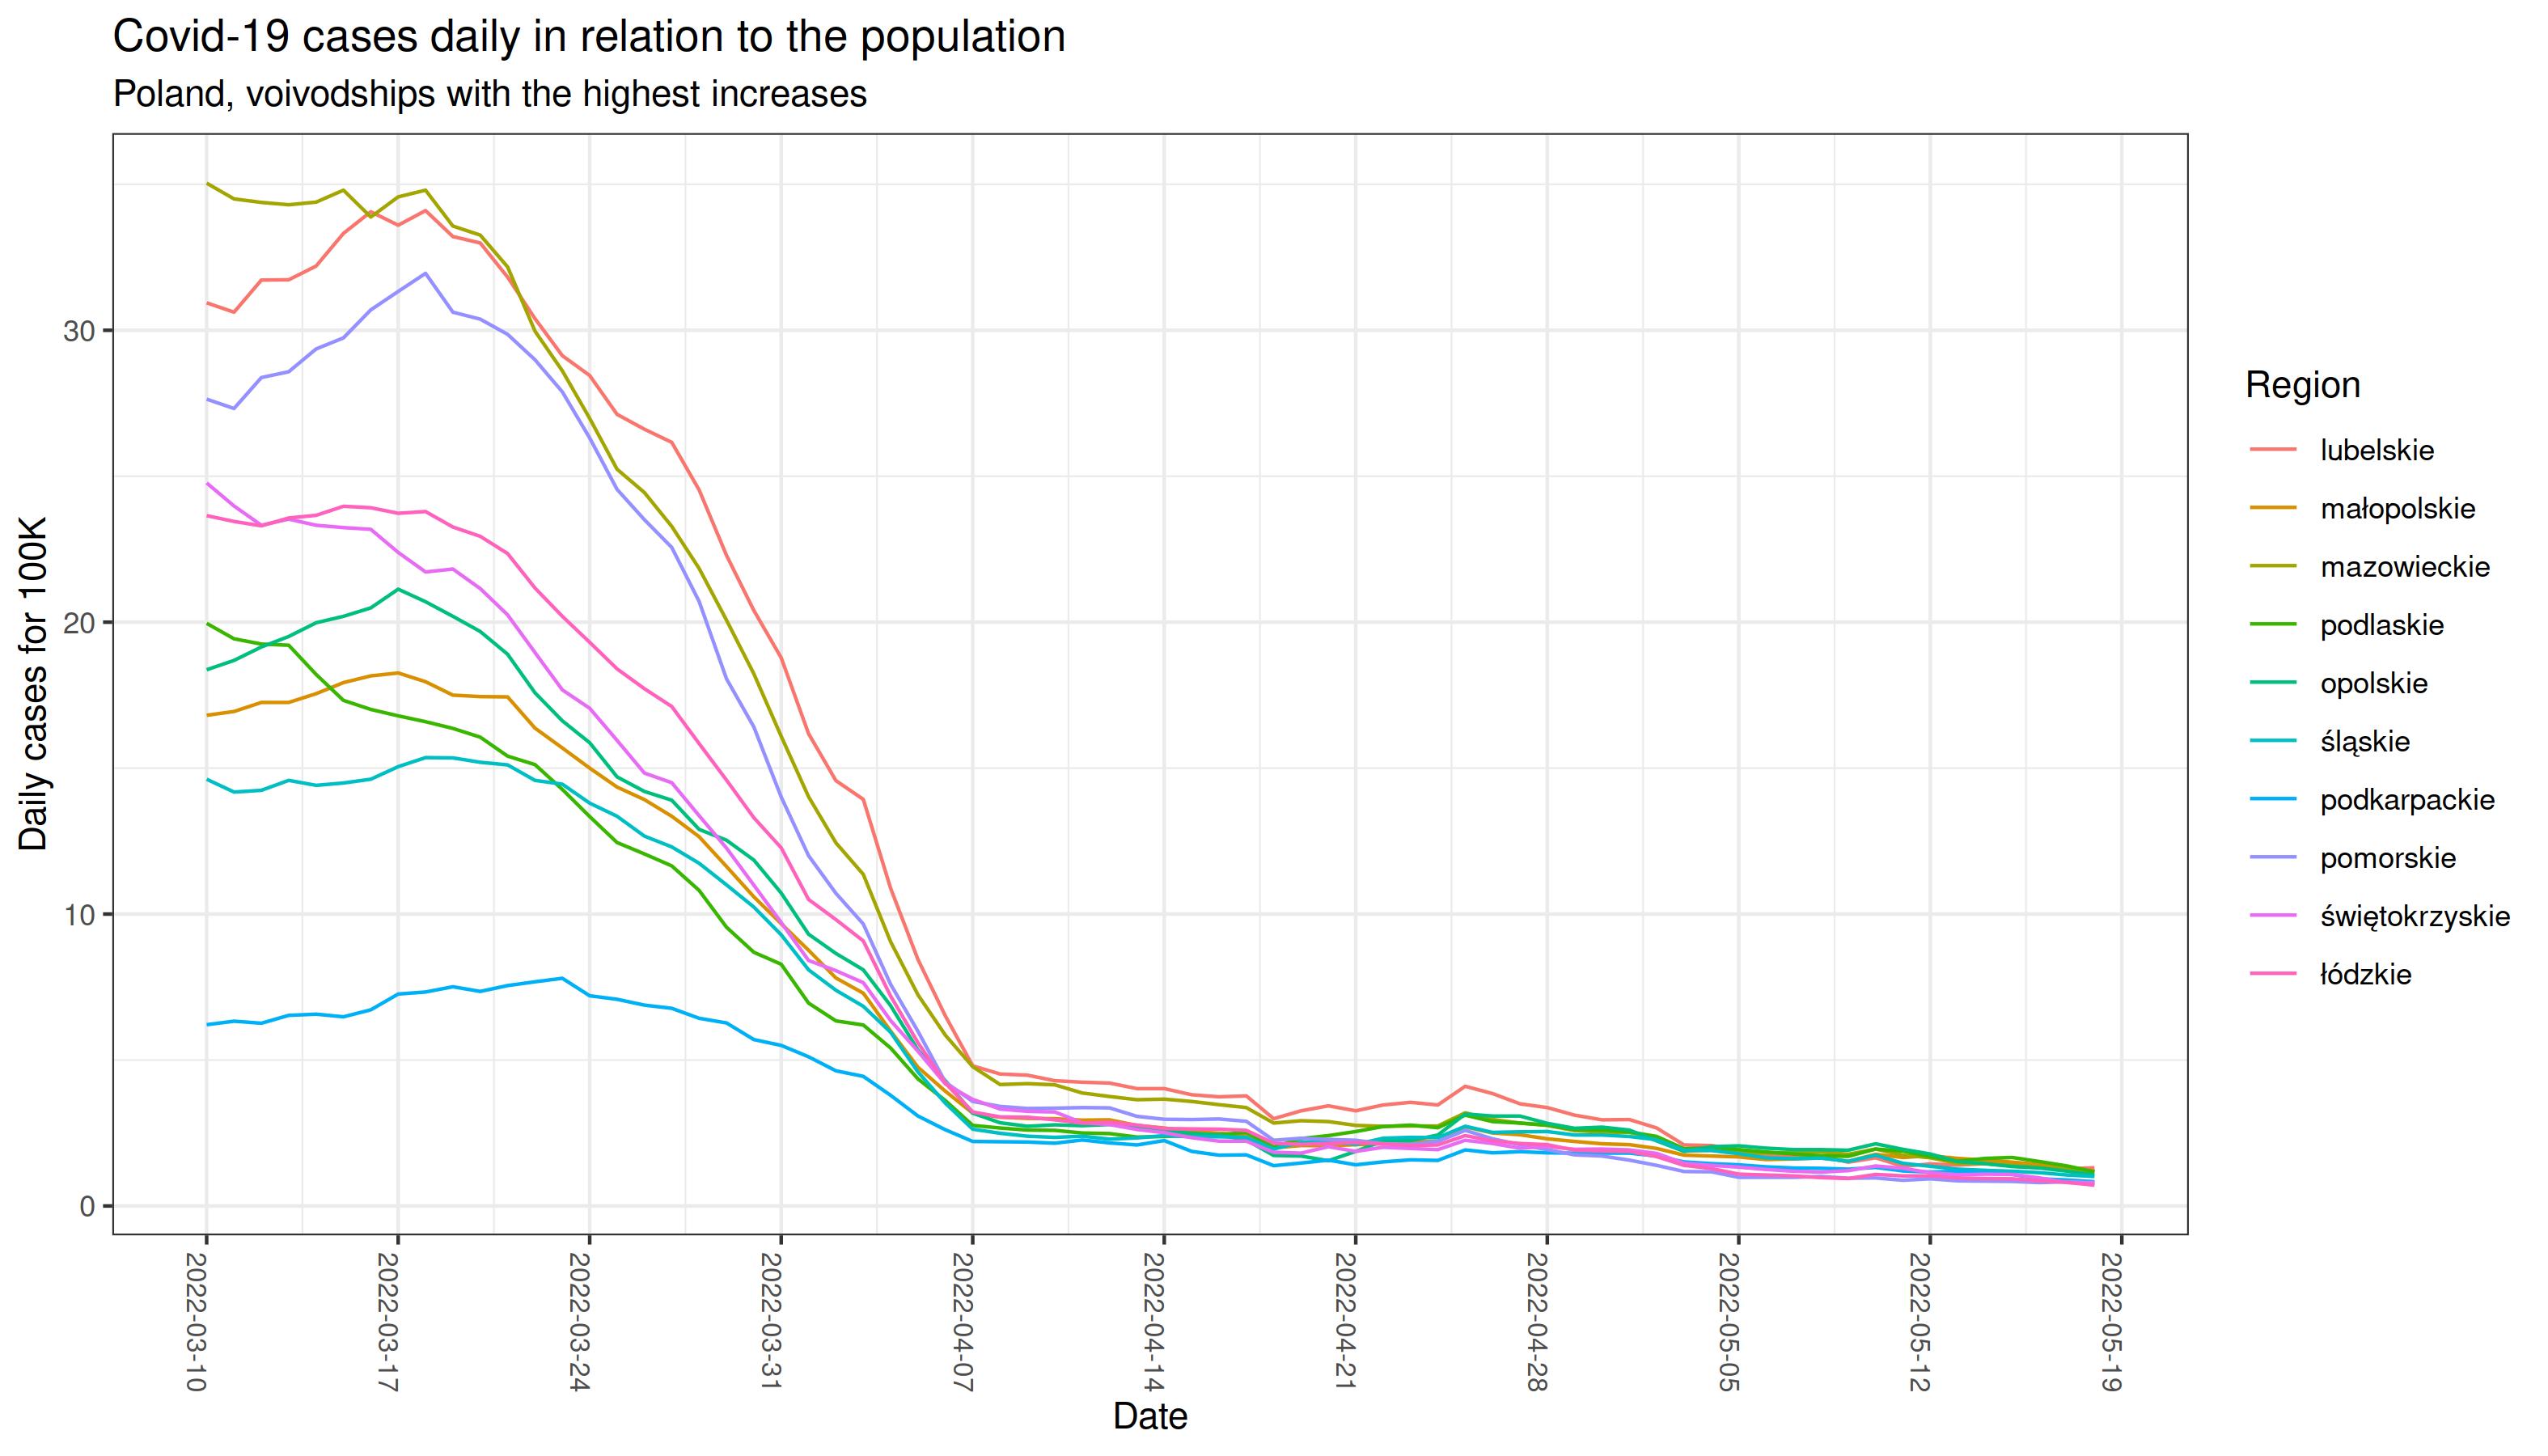 Covid-19 cases daily in relation to the population
Poland, voivodships with the highest increases
Daily cases for 100K
30
20
10
0
2022-03-10
2022-03-17
2022-03-24
2022-03-31
2022-04-07
2022-04-14
2022-04-21
2022-04-28
2022-05-05
2022-05-12
2022-05-19
Date
Region
lubelskie
małopolskie
mazowieckie
podlaskie
opolskie
śląskie
podkarpackie
pomorskie
świętokrzyskie
łódzkie